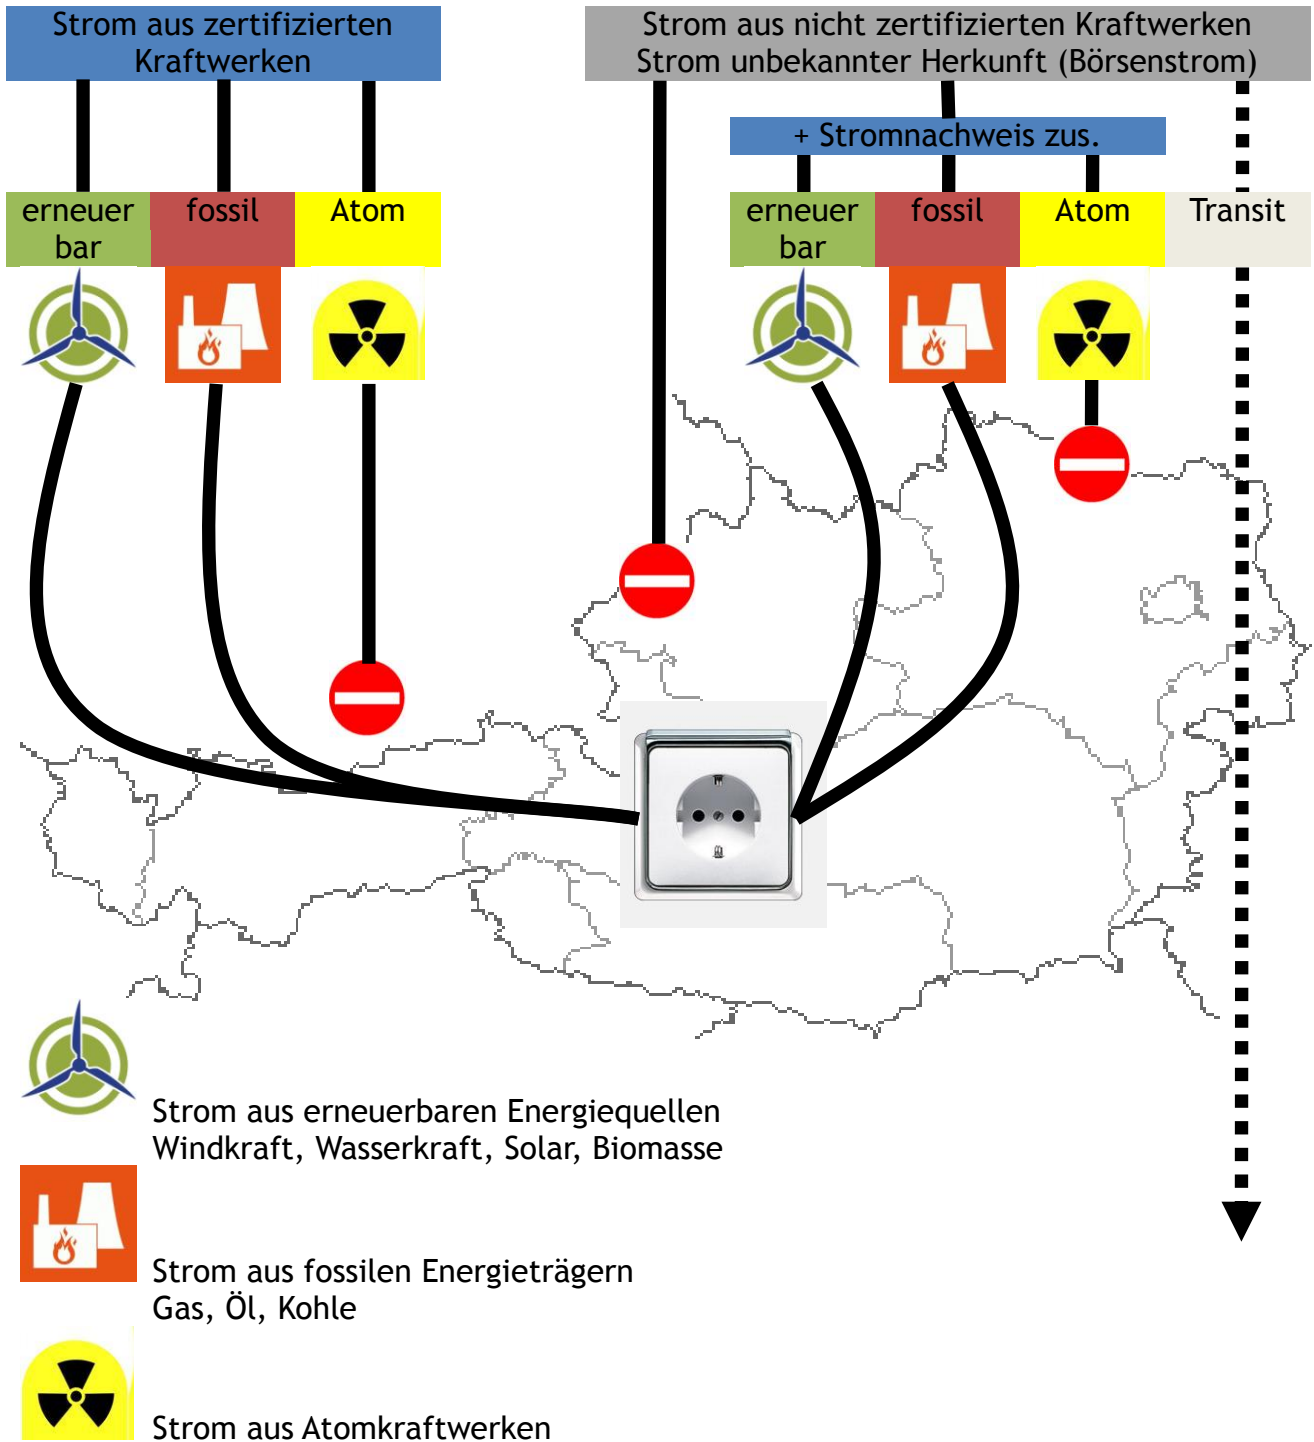 Strom aus zertifizierten
Kraftwerken
Strom aus nicht zertifizierten Kraftwerken
Strom unbekannter Herkunft (Börsenstrom)
+ Stromnachweis zus.
erneuer
bar
fossil
Atom
erneuer
bar
fossil
Atom
Transit
Strom aus erneuerbaren Energiequellen
Windkraft, Wasserkraft, Solar, Biomasse
Strom aus fossilen Energieträgern
Gas, Öl, Kohle
Strom aus Atomkraftwerken